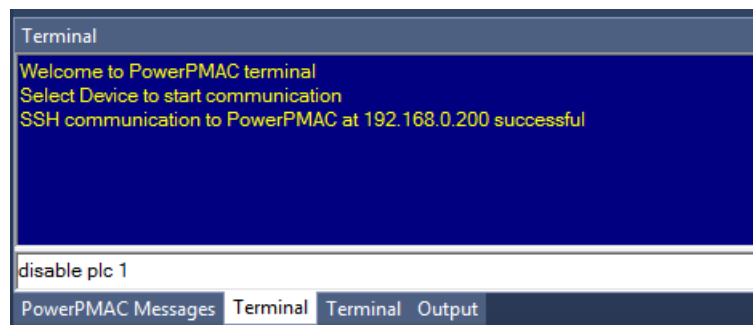 Terminal
Welcome to PowerPMAC terminal
Select Device to start communication
SSH communication to PowerPMAC at 192.168.0.200 successful
disable plc 1
PowerPMAC Messages Terminal Terminal Output